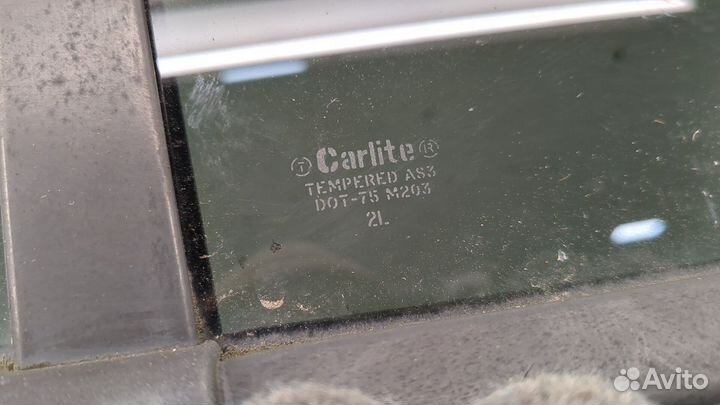 Ⓣ Carlite ®
TEMPERED AS3
DOT-75 M203
2L
Avito